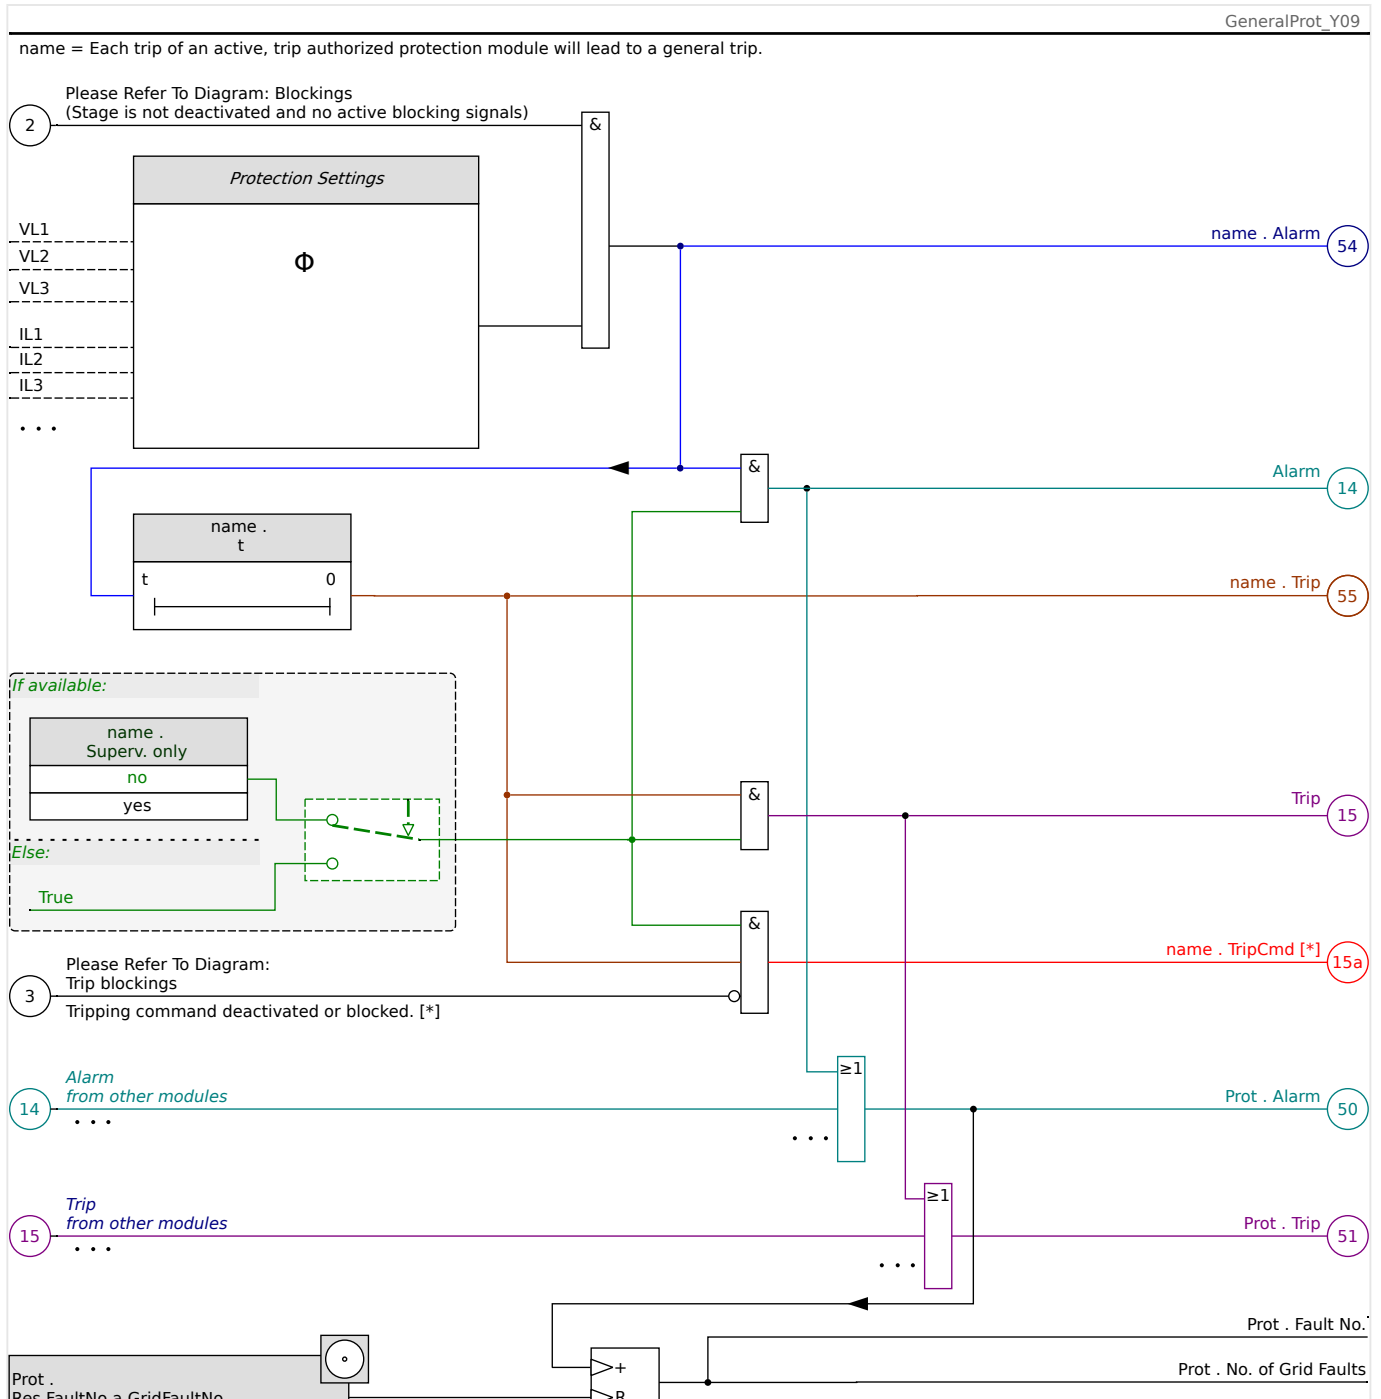 GeneralProt_Y09
name = Each trip of an active, trip authorized protection module will lead to a general trip.
Please Refer To Diagram: Blockings
(Stage is not deactivated and no active blocking signals)
2
&
Protection Settings
Φ
VL1
VL2
VL3
IL1
IL2
IL3
. . .
name . Alarm
54
&
Alarm
14
name .
t
t 0
name . Trip
55
If available:
name .
Superv. only
no
yes
Else:
True
&
Trip
15
&
name . TripCmd [*]
15a
Please Refer To Diagram:
Trip blockings
3
Tripping command deactivated or blocked. [*]
Alarm
from other modules
14
. . .
≥1
. . .
Prot . Alarm
50
Trip
from other modules
15
. . .
≥1
. . .
Prot . Trip
51
Prot . Fault No.
Prot . No. of Grid Faults
+
R
Prot .
Res FaultNo a GridFaultNo